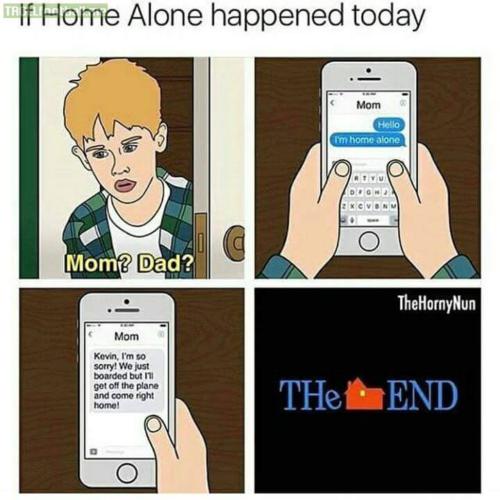 If Home Alone happened today
Mom? Dad?
Mom
Hello
I'm home alone
R T Y U
D F G H J
Z X C V B N M
space
Mom
Kevin, I'm so
sorry! We just
boarded but I'll
get off the plane
and come right
home!
TheHornyNun
THe END